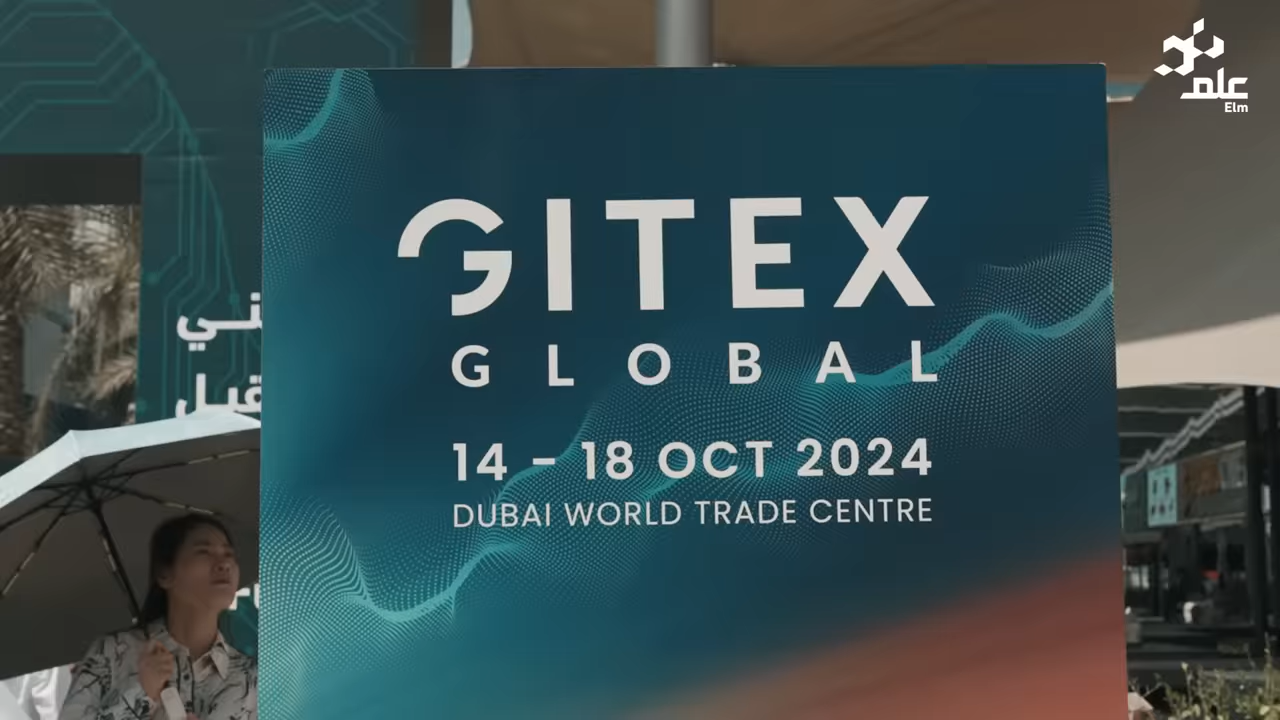 علم
Elm
GITEX
GLOBAL
14 - 18 OCT 2024
DUBAI WORLD TRADE CENTRE